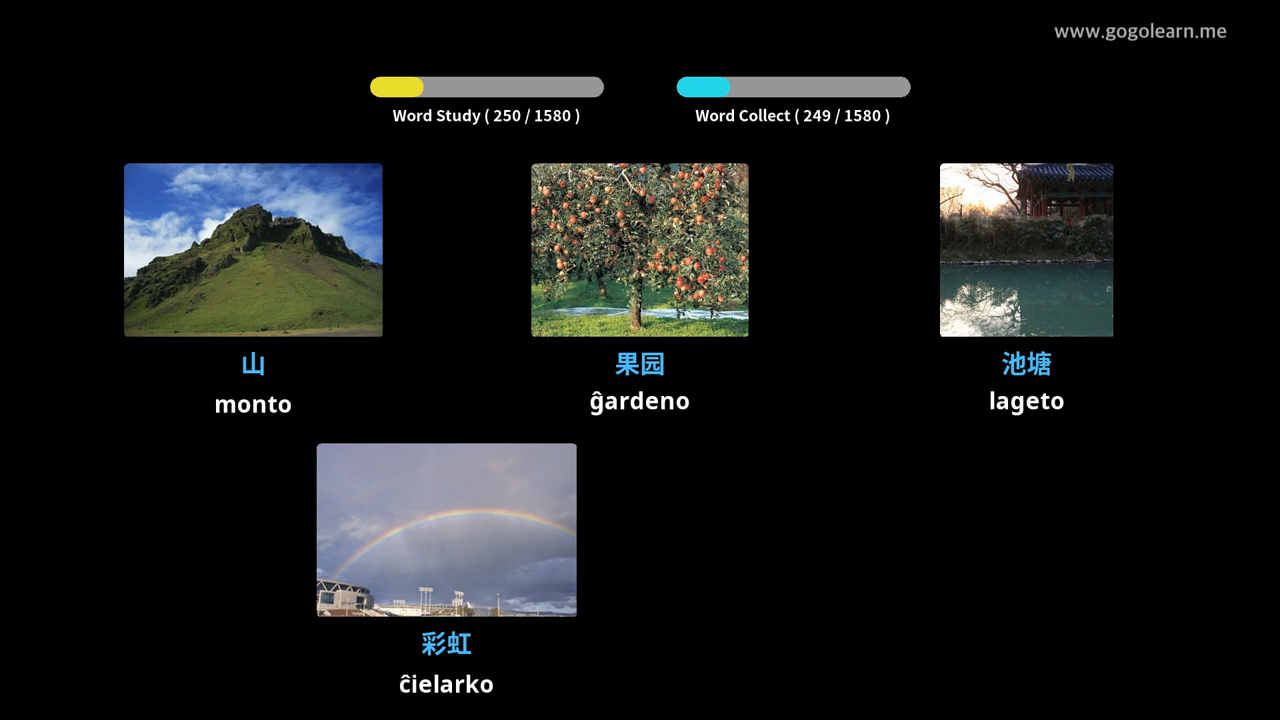 www.gogolearn.me
Word Study ( 250 / 1580 )
Word Collect ( 249 / 1580 )
山
monto
果园
ĝardeno
池塘
lageto
彩虹
ĉielarko